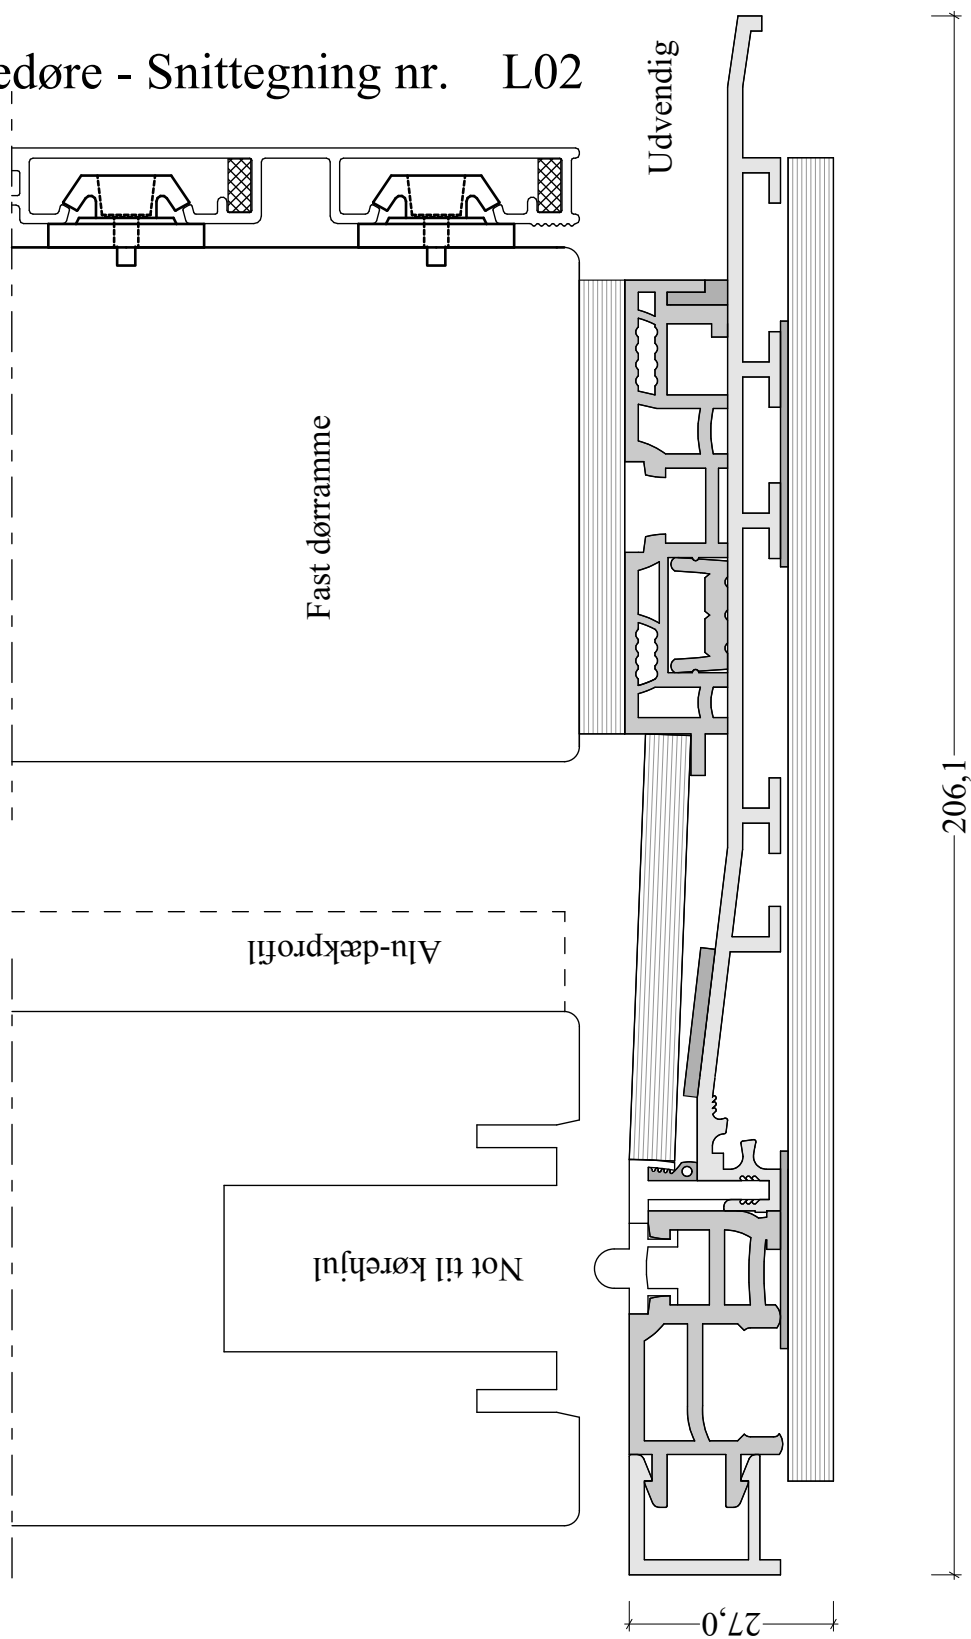 edøre - Snittegning nr. L02
Udvendig
Fast dørramme
Alu-dækprofil
Not til kørehjul
206,1
27,0